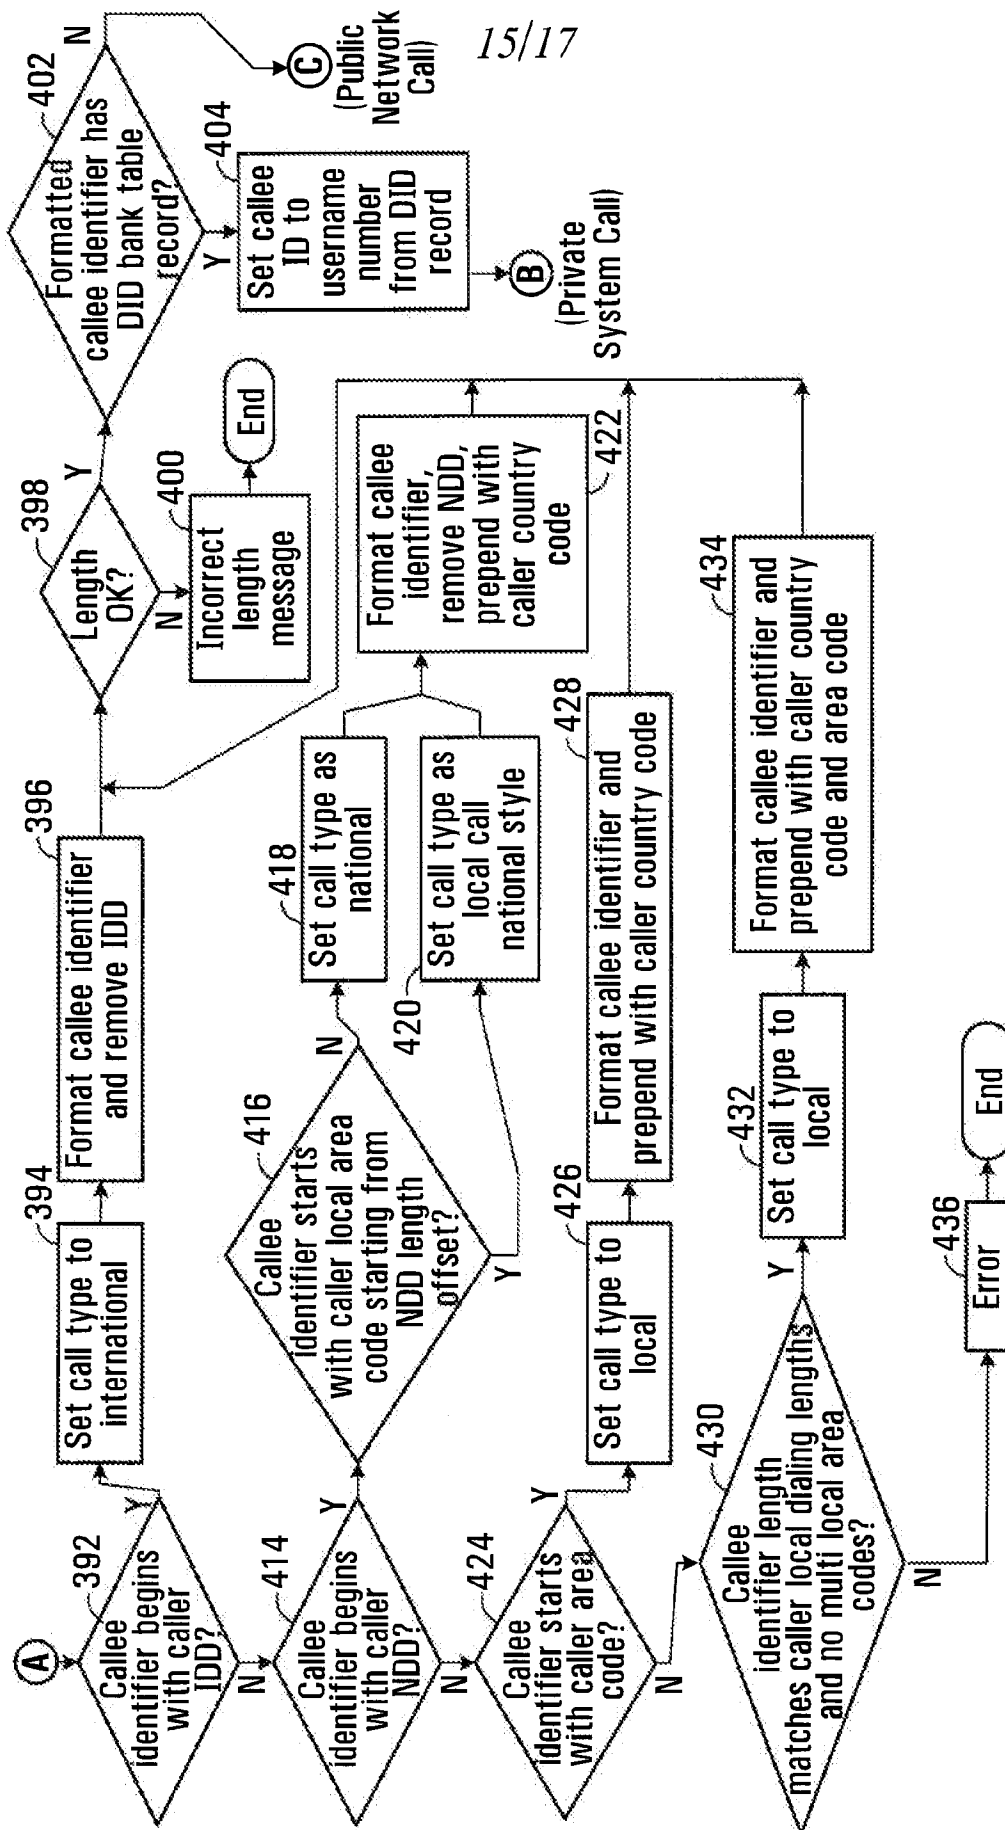 15/17
A
392
Callee
identifier begins
with caller
IDD?
Y
N
394
Set call type to
international
396
Format callee identifier
and remove IDD
398
Length
OK?
Y
N
400
Incorrect
length
message
End
402
Formatted
callee identifier has
DID bank table
record?
N
Y
C
(Public
Network
Call)
404
Set callee
ID to
username
number
from DID
record
B
(Private
System Call)
414
Callee
identifier begins
with caller
NDD?
Y
N
416
Callee
identifier starts
with caller local area
code starting from
NDD length
offset?
N
Y
418
Set call type as
national
420
Set call type as
local call
national style
Format callee
identifier,
remove NDD,
prepend with
caller country
code
422
424
Callee
identifier starts
with caller area
code?
Y
N
426
Set call type to
local
428
Format callee identifier and
prepend with caller country code
430
Callee
identifier length
matches caller local dialing lengths
and no multi local area
codes?
Y
N
432
Set call type to
local
434
Format callee identifier and
prepend with caller country
code and area code
436
Error
End